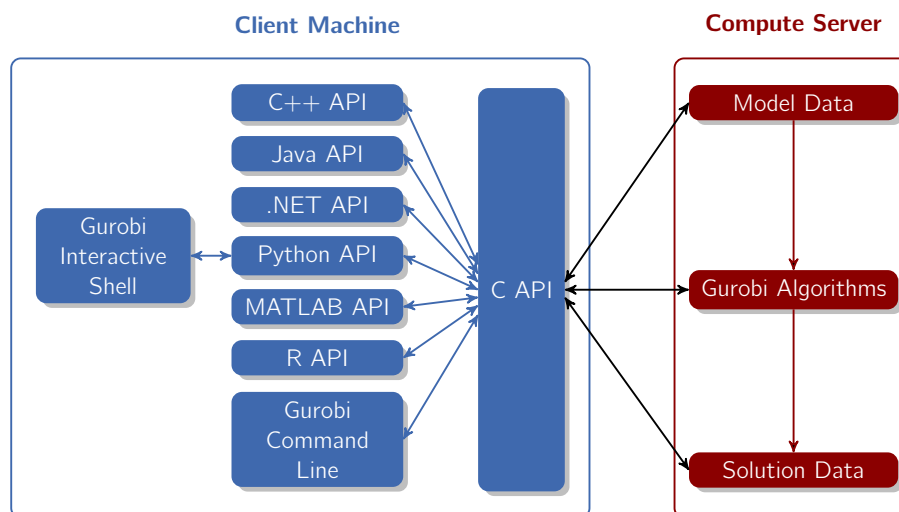 Client Machine
Compute Server
C++ API
Java API
.NET API
Python API
MATLAB API
R API
Gurobi
Command
Line
Gurobi
Interactive
Shell
C API
Model Data
Gurobi Algorithms
Solution Data